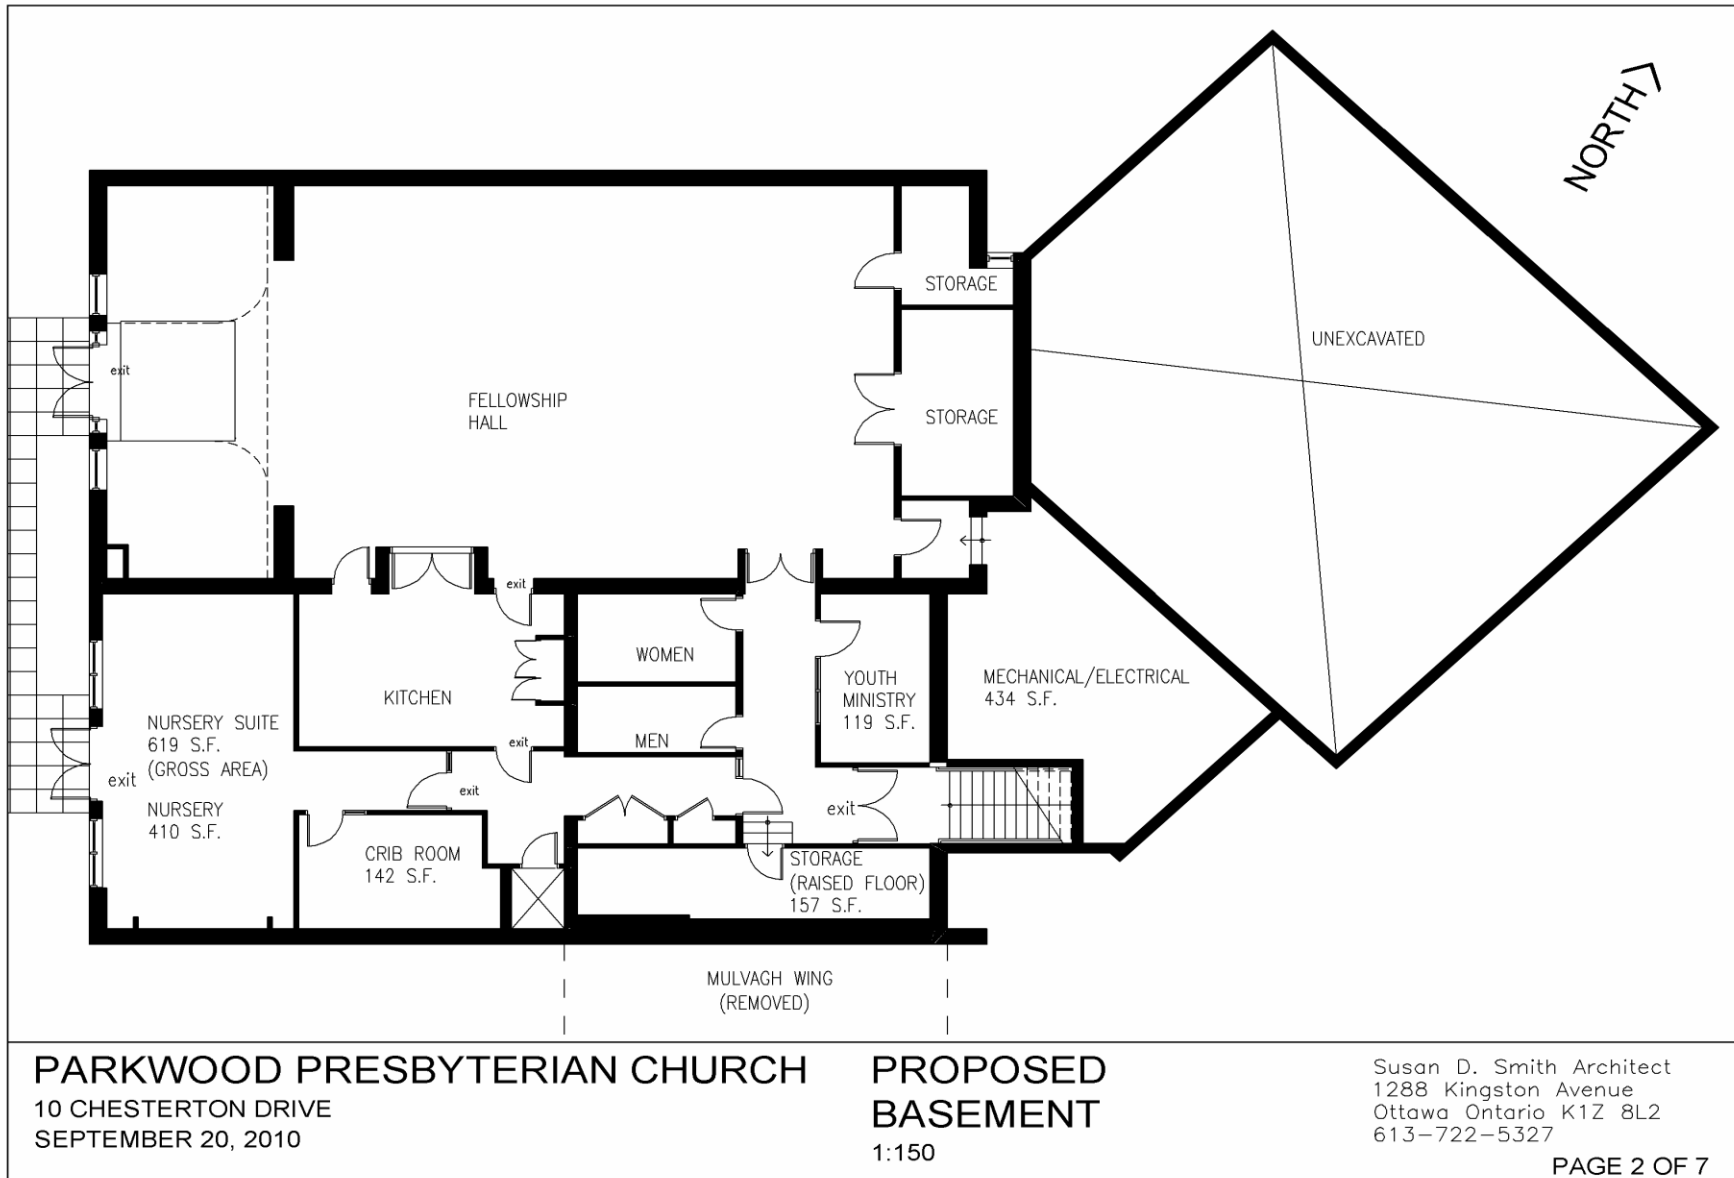 NORTH
STORAGE
UNEXCAVATED
exit
FELLOWSHIP
HALL
STORAGE
exit
WOMEN
YOUTH
MINISTRY
119 S.F.
MECHANICAL/ELECTRICAL
434 S.F.
KITCHEN
MEN
exit
NURSERY SUITE
619 S.F.
(GROSS AREA)
exit
NURSERY
410 S.F.
exit
exit
CRIB ROOM
142 S.F.
STORAGE
(RAISED FLOOR)
157 S.F.
MULVAGH WING
(REMOVED)
PARKWOOD PRESBYTERIAN CHURCH
10 CHESTERTON DRIVE
SEPTEMBER 20, 2010
PROPOSED
BASEMENT
1:150
Susan D. Smith Architect
1288 Kingston Avenue
Ottawa Ontario K1Z 8L2
613-722-5327
PAGE 2 OF 7